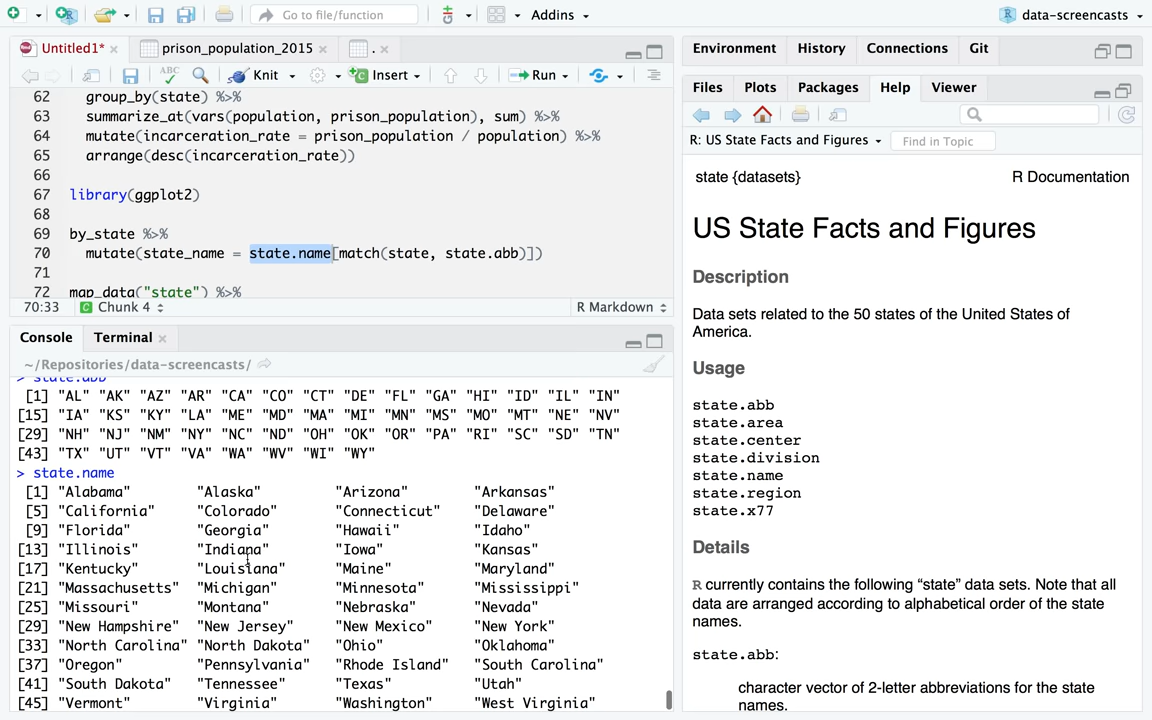 Go to file/function
Addins
data-screencasts
Untitled1*
prison_population_2015
.
ABC
Knit
Insert
Run
62 group_by(state) %>%
63 summarize_at(vars(population, prison_population), sum) %>%
64 mutate(incarceration_rate = prison_population / population) %>%
65 arrange(desc(incarceration_rate))
66
67 library(ggplot2)
68
69 by_state %>%
70 mutate(state_name = state.name[match(state, state.abb)])
71
72 map_data("state") %>%
70:33 Chunk 4 R Markdown
Console Terminal
~/Repositories/data-screencasts/
> state.abb
[1] "AL" "AK" "AZ" "AR" "CA" "CO" "CT" "DE" "FL" "GA" "HI" "ID" "IL" "IN"
[15] "IA" "KS" "KY" "LA" "ME" "MD" "MA" "MI" "MN" "MS" "MO" "MT" "NE" "NV"
[29] "NH" "NJ" "NM" "NY" "NC" "ND" "OH" "OK" "OR" "PA" "RI" "SC" "SD" "TN"
[43] "TX" "UT" "VT" "VA" "WA" "WV" "WI" "WY"
> state.name
[1] "Alabama" "Alaska" "Arizona" "Arkansas"
[5] "California" "Colorado" "Connecticut" "Delaware"
[9] "Florida" "Georgia" "Hawaii" "Idaho"
[13] "Illinois" "Indiana" "Iowa" "Kansas"
[17] "Kentucky" "Louisiana" "Maine" "Maryland"
[21] "Massachusetts" "Michigan" "Minnesota" "Mississippi"
[25] "Missouri" "Montana" "Nebraska" "Nevada"
[29] "New Hampshire" "New Jersey" "New Mexico" "New York"
[33] "North Carolina" "North Dakota" "Ohio" "Oklahoma"
[37] "Oregon" "Pennsylvania" "Rhode Island" "South Carolina"
[41] "South Dakota" "Tennessee" "Texas" "Utah"
[45] "Vermont" "Virginia" "Washington" "West Virginia"
Environment History Connections Git
Files Plots Packages Help Viewer
R: US State Facts and Figures Find in Topic
state {datasets} R Documentation
US State Facts and Figures
Description
Data sets related to the 50 states of the United States of
America.
Usage
state.abb
state.area
state.center
state.division
state.name
state.region
state.x77
Details
R currently contains the following “state” data sets. Note that all
data are arranged according to alphabetical order of the state
names.
state.abb:
character vector of 2-letter abbreviations for the state
names.